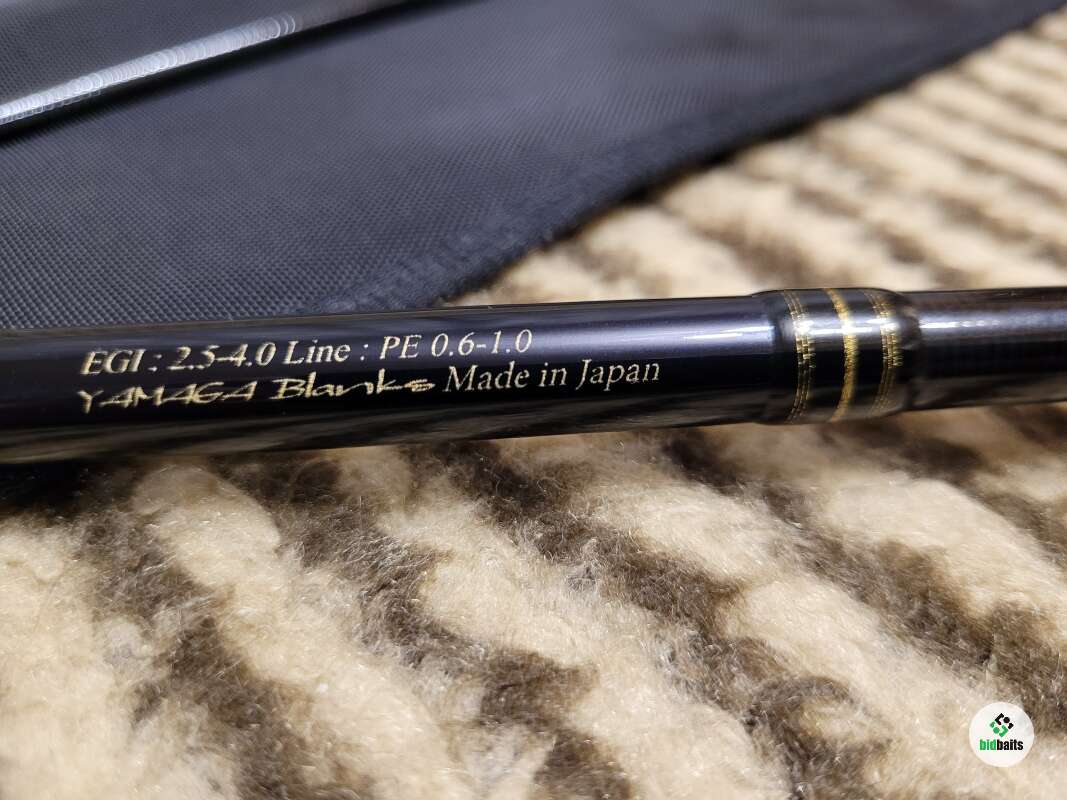 EGI : 2.5-4.0 Line : PE 0.6-1.0
YAMAGA Blanks Made in Japan
bidbaits